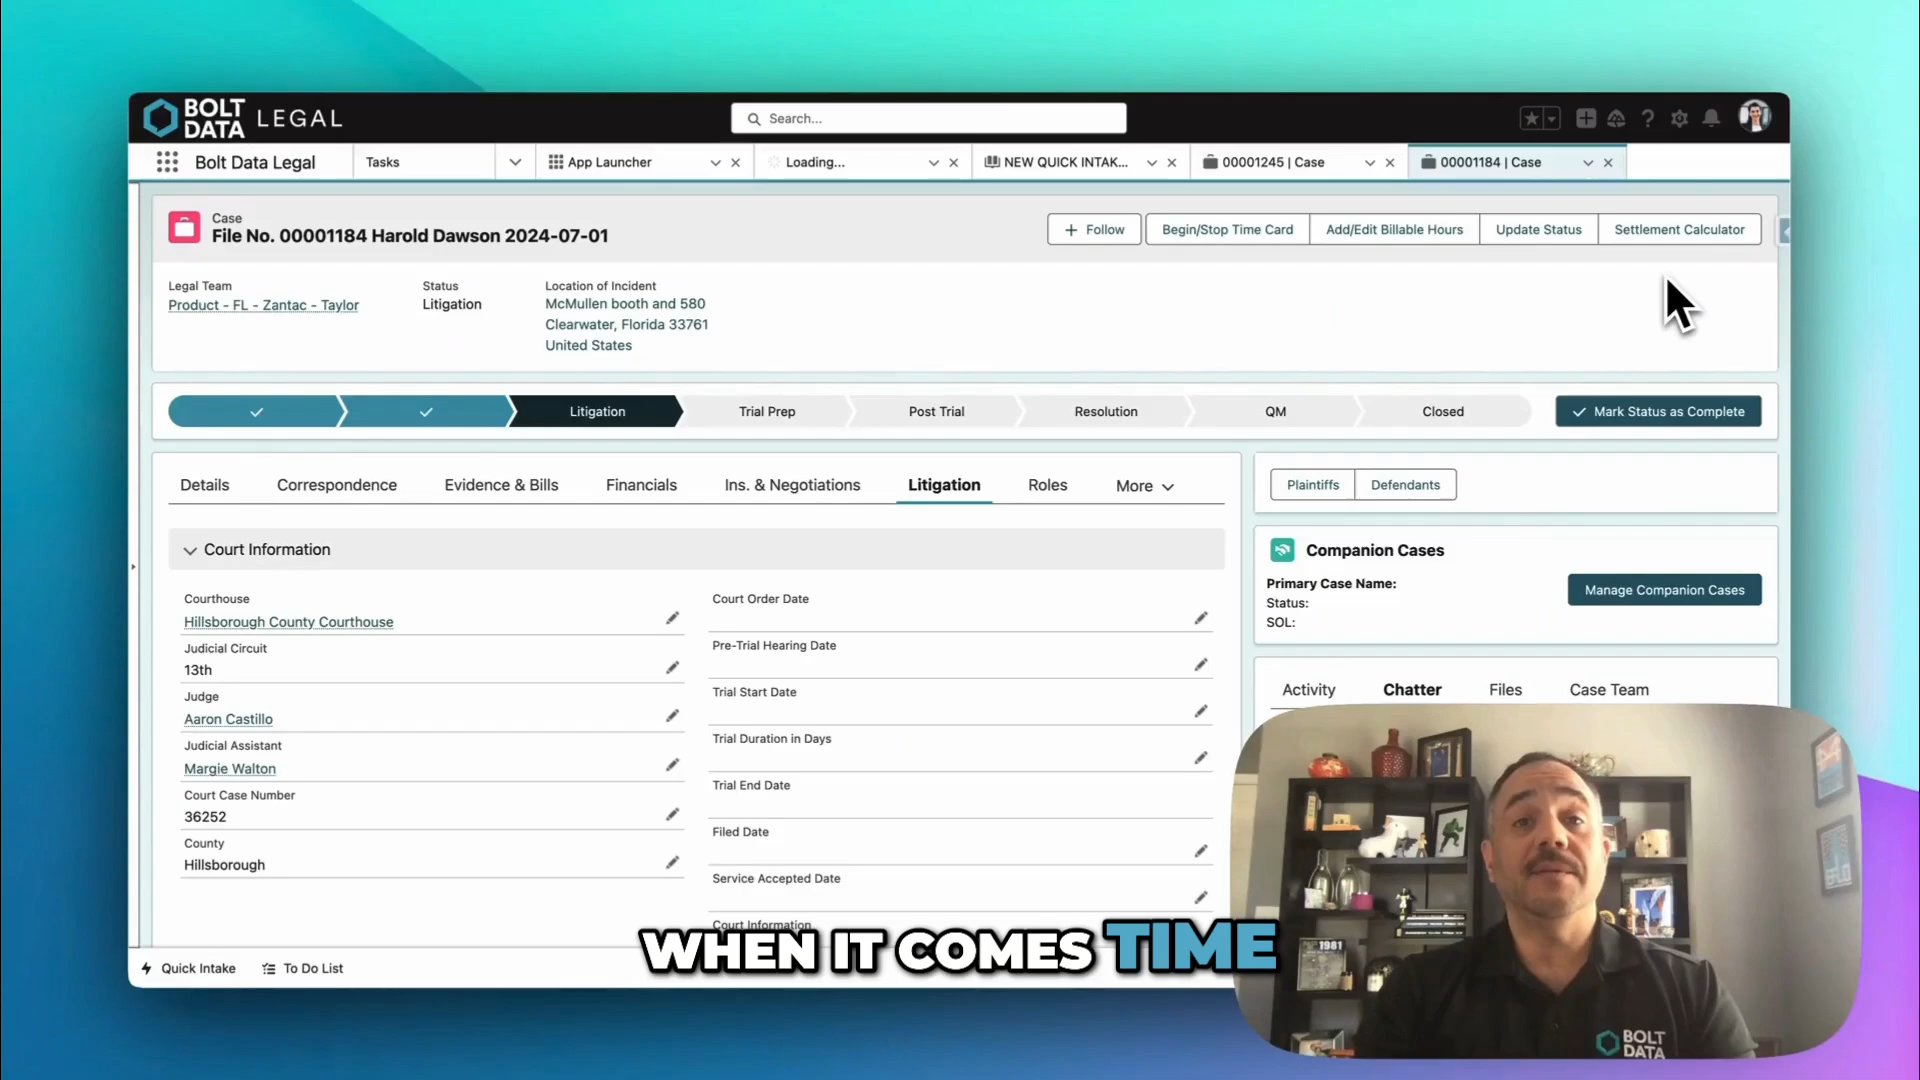 BOLT DATA LEGAL
Search...
Bolt Data Legal
Tasks
App Launcher
Loading...
NEW QUICK INTAK...
00001245 | Case
00001184 | Case
Case
File No. 00001184 Harold Dawson 2024-07-01
Follow
Begin/Stop Time Card
Add/Edit Billable Hours
Update Status
Settlement Calculator
Legal Team
Product - FL - Zantac - Taylor
Status
Litigation
Location of Incident
McMullen booth and 580
Clearwater, Florida 33761
United States
Litigation
Trial Prep
Post Trial
Resolution
QM
Closed
Mark Status as Complete
Details
Correspondence
Evidence & Bills
Financials
Ins. & Negotiations
Litigation
Roles
More
Plaintiffs
Defendants
Court Information
Courthouse
Hillsborough County Courthouse
Judicial Circuit
13th
Judge
Aaron Castillo
Judicial Assistant
Margie Walton
Court Case Number
36252
County
Hillsborough
Court Order Date
Pre-Trial Hearing Date
Trial Start Date
Trial Duration in Days
Trial End Date
Filed Date
Service Accepted Date
Court Information
Companion Cases
Primary Case Name:
Status:
SOL:
Manage Companion Cases
Activity
Chatter
Files
Case Team
1981
BOLT
DATA
WHEN IT COMES TIME
Quick Intake
To Do List